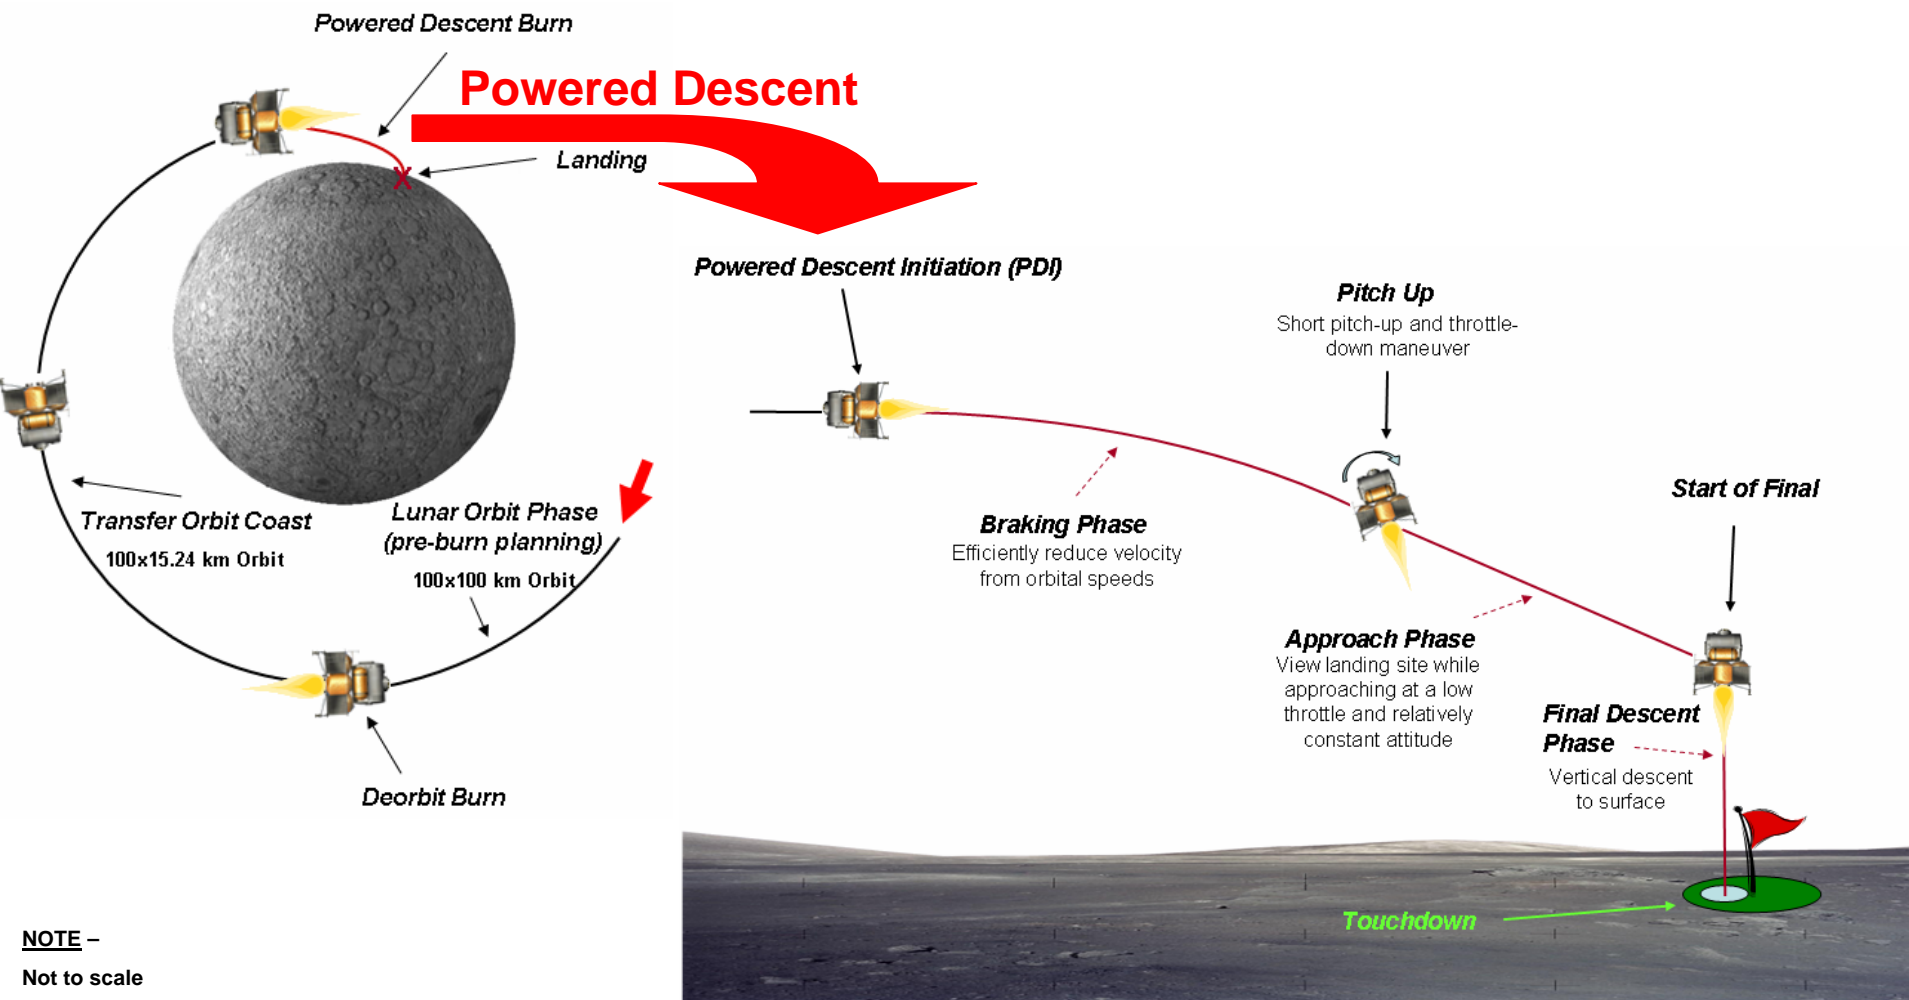 Powered Descent Burn
Powered Descent
Landing
Transfer Orbit Coast
100x15.24 km Orbit
Lunar Orbit Phase
(pre-burn planning)
100x100 km Orbit
Deorbit Burn
Powered Descent Initiation (PDI)
Pitch Up
Short pitch-up and throttle-
down maneuver
Braking Phase
Efficiently reduce velocity
from orbital speeds
Start of Final
Approach Phase
View landing site while
approaching at a low
throttle and relatively
constant attitude
Final Descent
Phase
Vertical descent
to surface
Touchdown
NOTE –
Not to scale